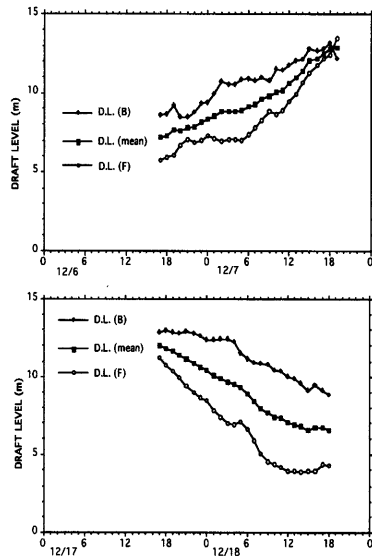 15
10
5
0
DRAFT LEVEL (m)
D.L. (B)
D.L. (mean)
D.L. (F)
0 6 12 18 0 6 12 18 0
12/6 12/7
15
10
5
0
DRAFT LEVEL (m)
D.L. (B)
D.L. (mean)
D.L. (F)
0 6 12 18 0 6 12 18 0
12/17 12/18